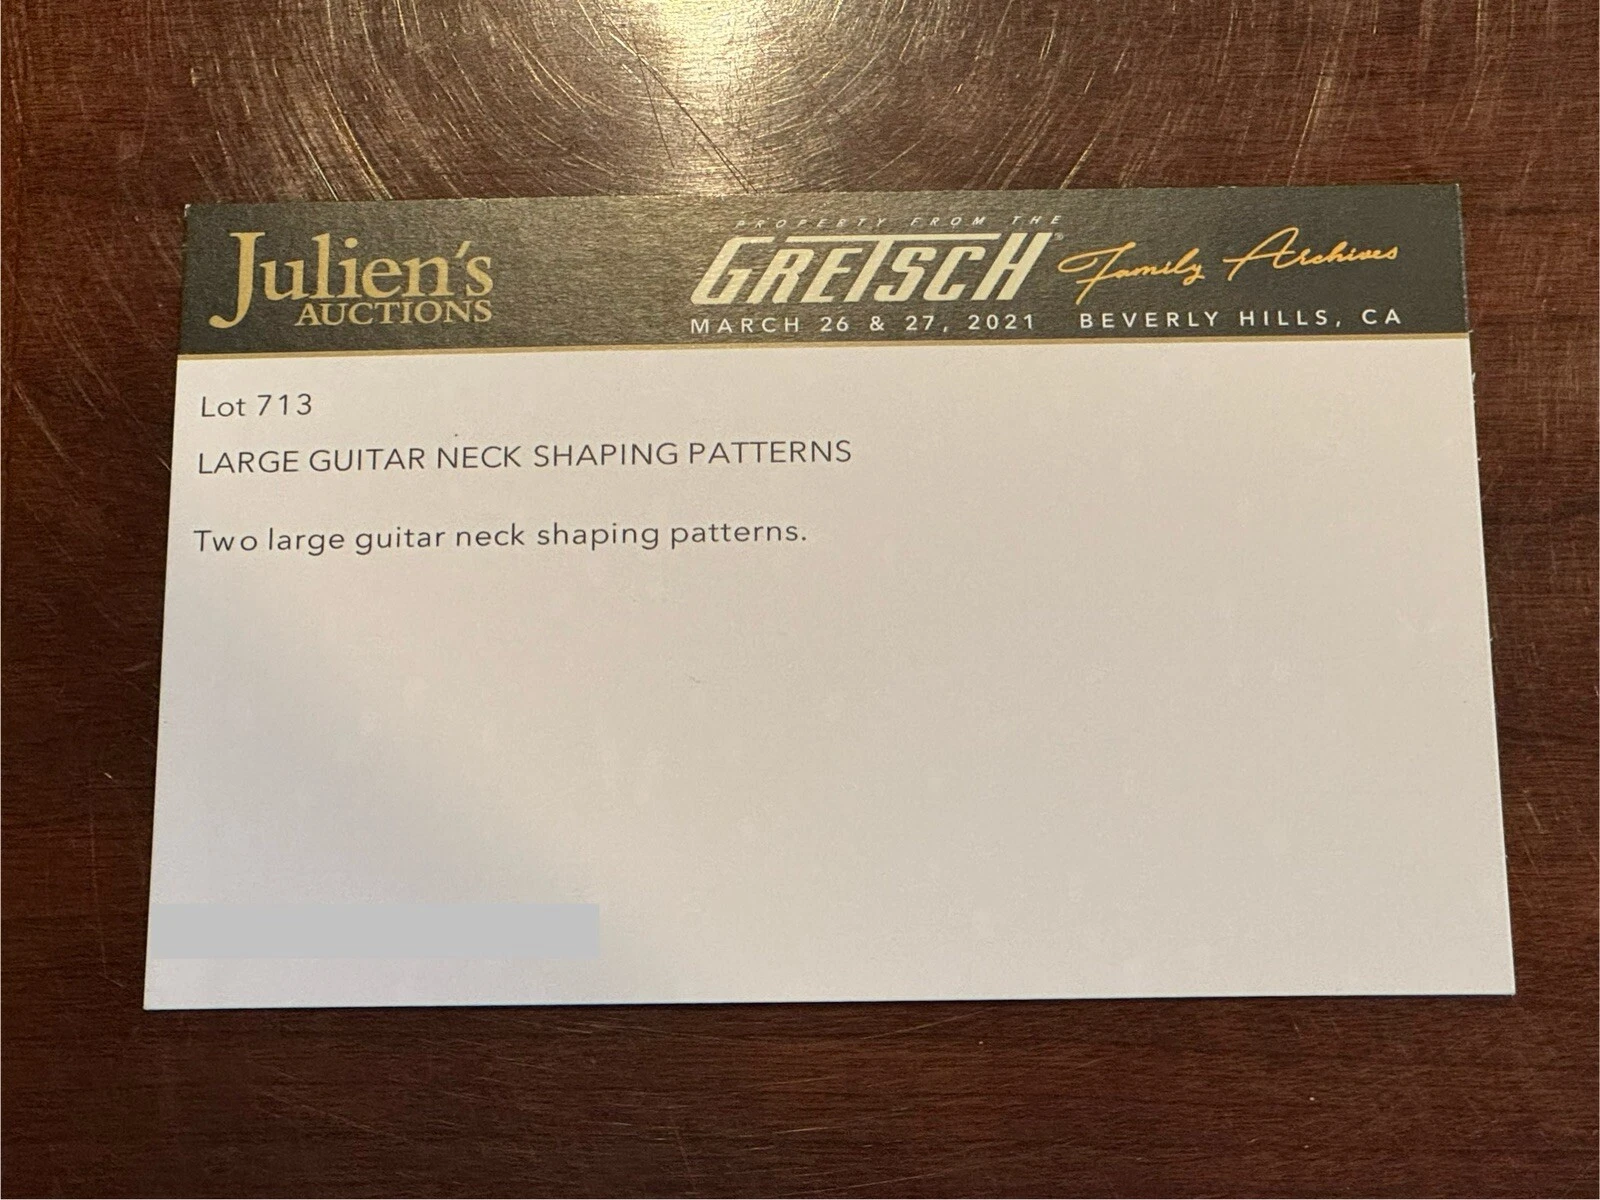 Julien's
AUCTIONS
PROPERTY FROM THE
GRETSCH® Family Archives
MARCH 26 & 27, 2021 BEVERLY HILLS, CA
Lot 713
LARGE GUITAR NECK SHAPING PATTERNS
Two large guitar neck shaping patterns.